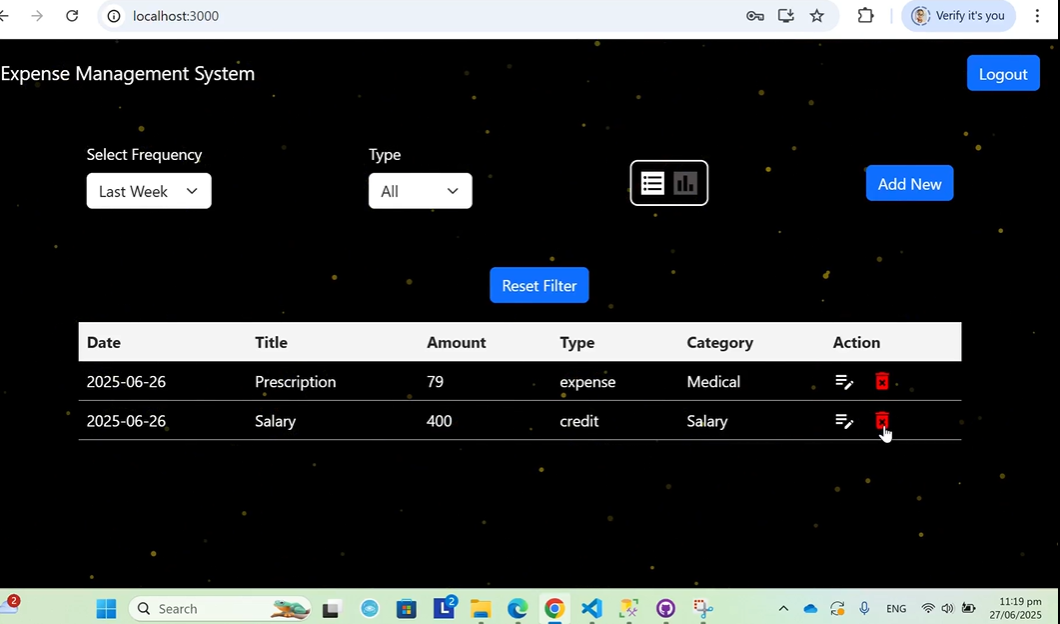 localhost:3000
Verify it's you
Expense Management System
Logout
Select Frequency
Type
Last Week
All
Add New
Reset Filter
Date Title Amount Type Category Action
2025-06-26 Prescription 79 expense Medical
2025-06-26 Salary 400 credit Salary
2
Search
L
2
ENG
11:19 pm
27/06/2025